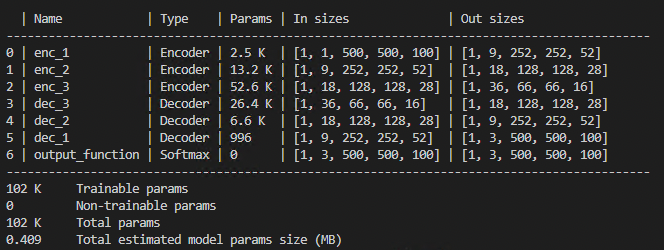 | Name            | Type    | Params | In sizes              | Out sizes
--------------------------------------------------------------------------------
0 | enc_1           | Encoder | 2.5 K  | [1, 1, 500, 500, 100] | [1, 9, 252, 252, 52]
1 | enc_2           | Encoder | 13.2 K | [1, 9, 252, 252, 52]  | [1, 18, 128, 128, 28]
2 | enc_3           | Encoder | 52.6 K | [1, 18, 128, 128, 28] | [1, 36, 66, 66, 16]
3 | dec_3           | Decoder | 26.4 K | [1, 36, 66, 66, 16]   | [1, 18, 128, 128, 28]
4 | dec_2           | Decoder | 6.6 K  | [1, 18, 128, 128, 28] | [1, 9, 252, 252, 52]
5 | dec_1           | Decoder | 996    | [1, 9, 252, 252, 52]  | [1, 3, 500, 500, 100]
6 | output_function | Softmax | 0      | [1, 3, 500, 500, 100] | [1, 3, 500, 500, 100]
--------------------------------------------------------------------------------
102 K     Trainable params
0         Non-trainable params
102 K     Total params
0.409     Total estimated model params size (MB)